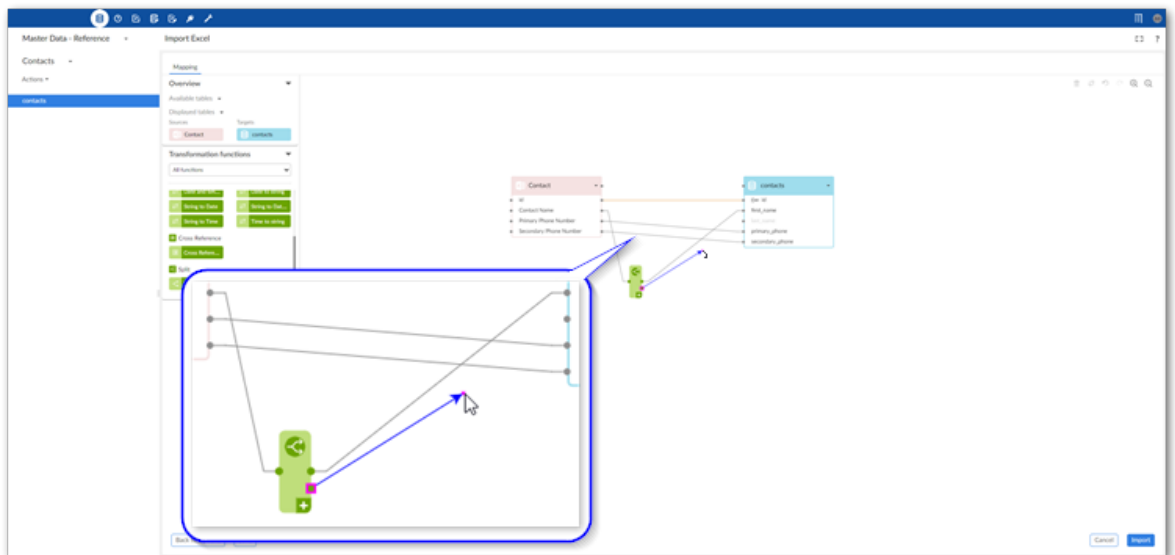 Master Data - Reference
Import Excel
?
Contacts
Mapping
Actions
Overview
contacts
Available tables
Displayed tables
Sources Targets
Contact contacts
Transformation functions
All functions
String to Date String to Dat...
String to Time Time to string
Cross Reference
Cross Refere...
Split
Contact
Id
Contact Name
Primary Phone Number
Secondary Phone Number
contacts
first_name
last_name
primary_phone
secondary_phone
Back
Cancel Import